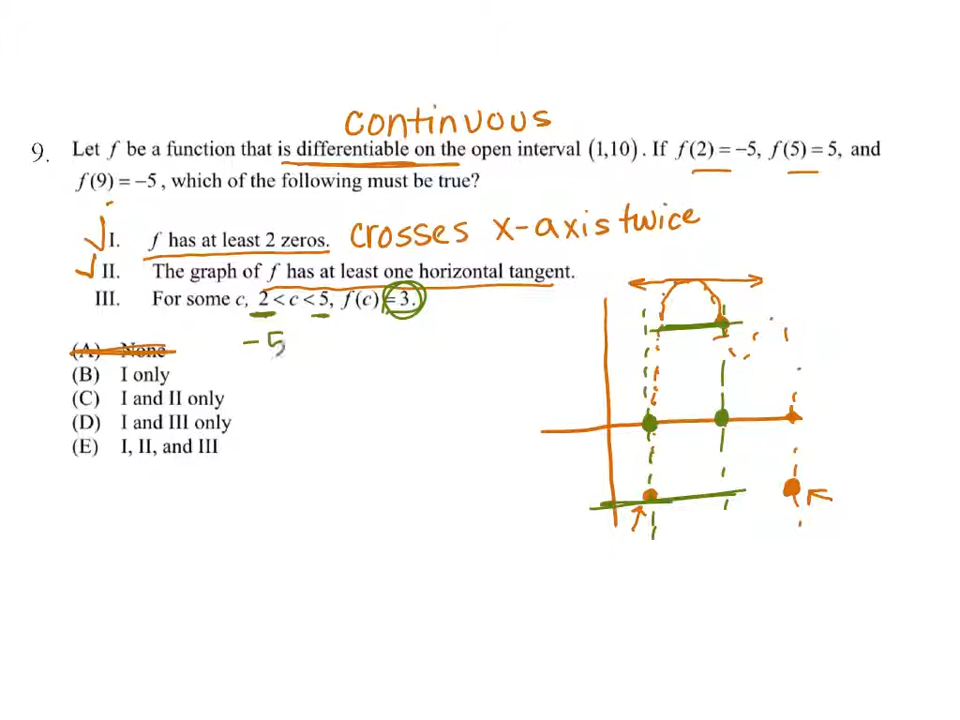 continuous
9. Let f be a function that is differentiable on the open interval (1,10). If f(2) = −5, f(5) = 5, and
f(9) = −5, which of the following must be true?
I. f has at least 2 zeros. crosses x-axis twice
II. The graph of f has at least one horizontal tangent.
III. For some c, 2 < c < 5, f(c) = 3.
-5
(A) None
(B) I only
(C) I and II only
(D) I and III only
(E) I, II, and III